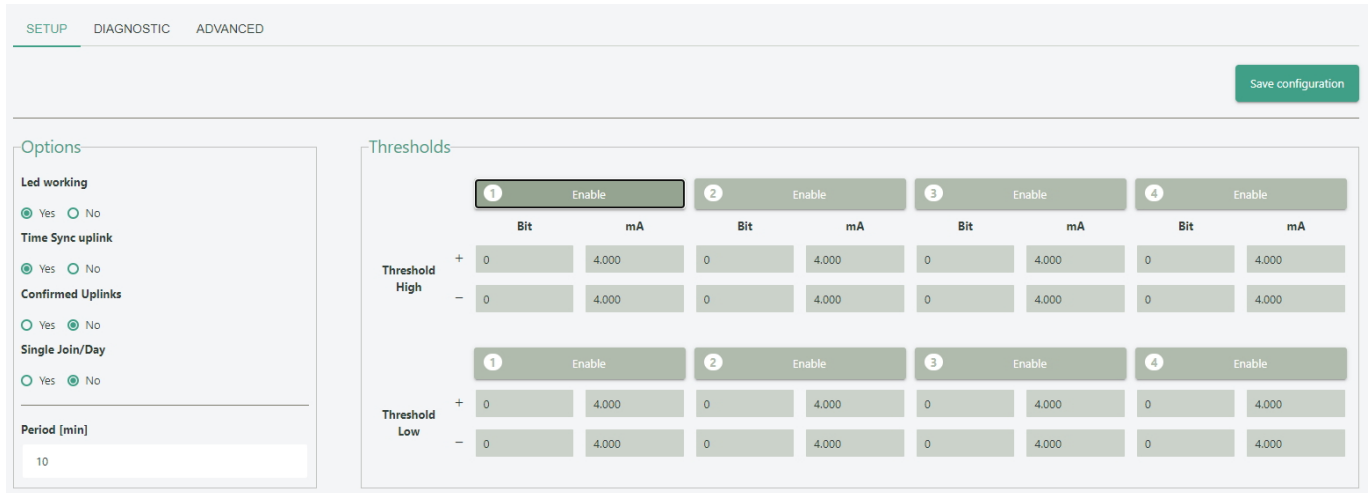 SETUP DIAGNOSTIC ADVANCED
Save configuration
Options
Led working
Yes No
Time Sync uplink
Yes No
Confirmed Uplinks
Yes No
Single Join/Day
Yes No
Period [min]
10
Thresholds
1 Enable 2 Enable 3 Enable 4 Enable
Bit mA Bit mA Bit mA Bit mA
Threshold
High
+ 0 4.000 0 4.000 0 4.000 0 4.000
− 0 4.000 0 4.000 0 4.000 0 4.000
1 Enable 2 Enable 3 Enable 4 Enable
Threshold
Low
+ 0 4.000 0 4.000 0 4.000 0 4.000
− 0 4.000 0 4.000 0 4.000 0 4.000